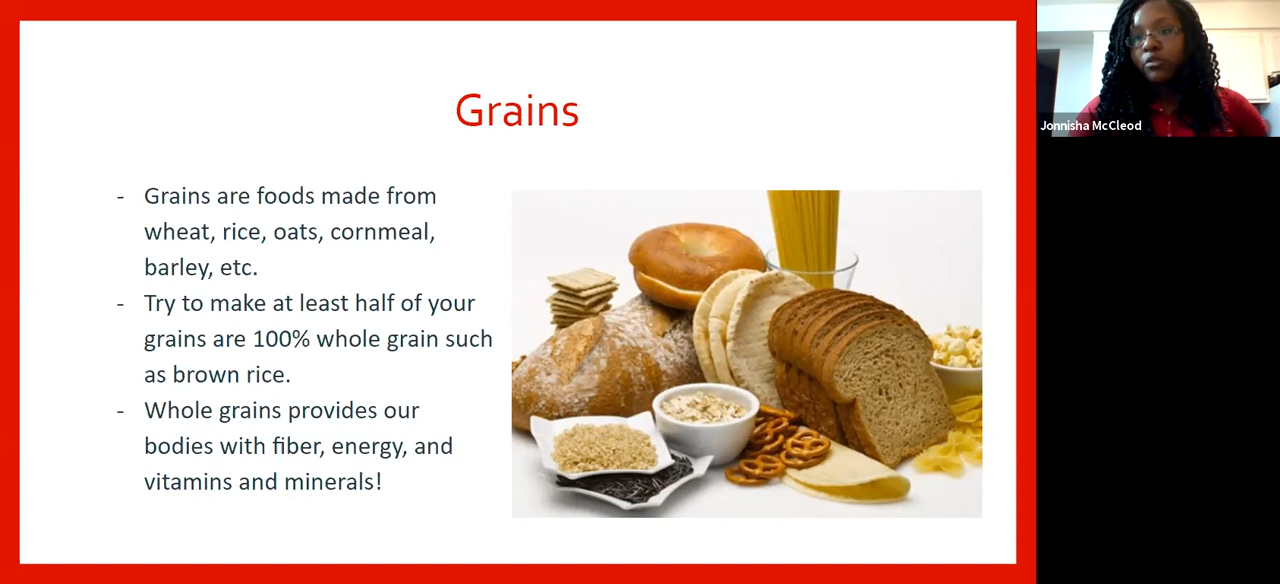 Grains
- Grains are foods made from
wheat, rice, oats, cornmeal,
barley, etc.
- Try to make at least half of your
grains are 100% whole grain such
as brown rice.
- Whole grains provides our
bodies with fiber, energy, and
vitamins and minerals!
Jonnisha McCleod